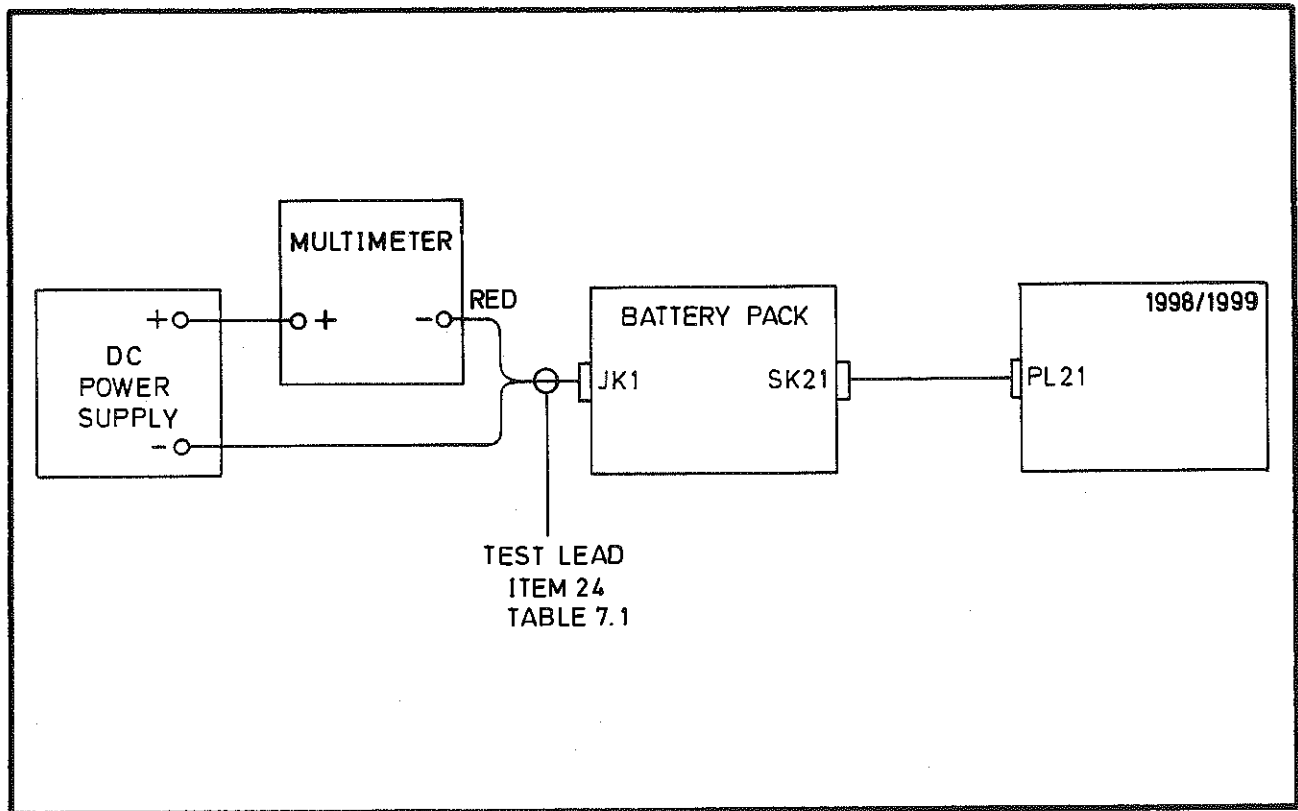 MULTIMETER
+
-
RED
DC
POWER
SUPPLY
+
-
BATTERY PACK
JK1
SK21
1998/1999
PL21
TEST LEAD
ITEM 24
TABLE 7.1